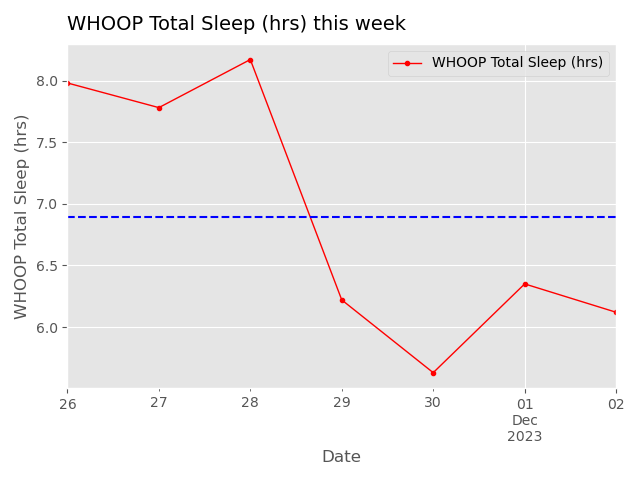 WHOOP Total Sleep (hrs) this week
WHOOP Total Sleep (hrs)
WHOOP Total Sleep (hrs)
8.0
7.5
7.0
6.5
6.0
26
27
28
29
30
01
02
Dec
2023
Date